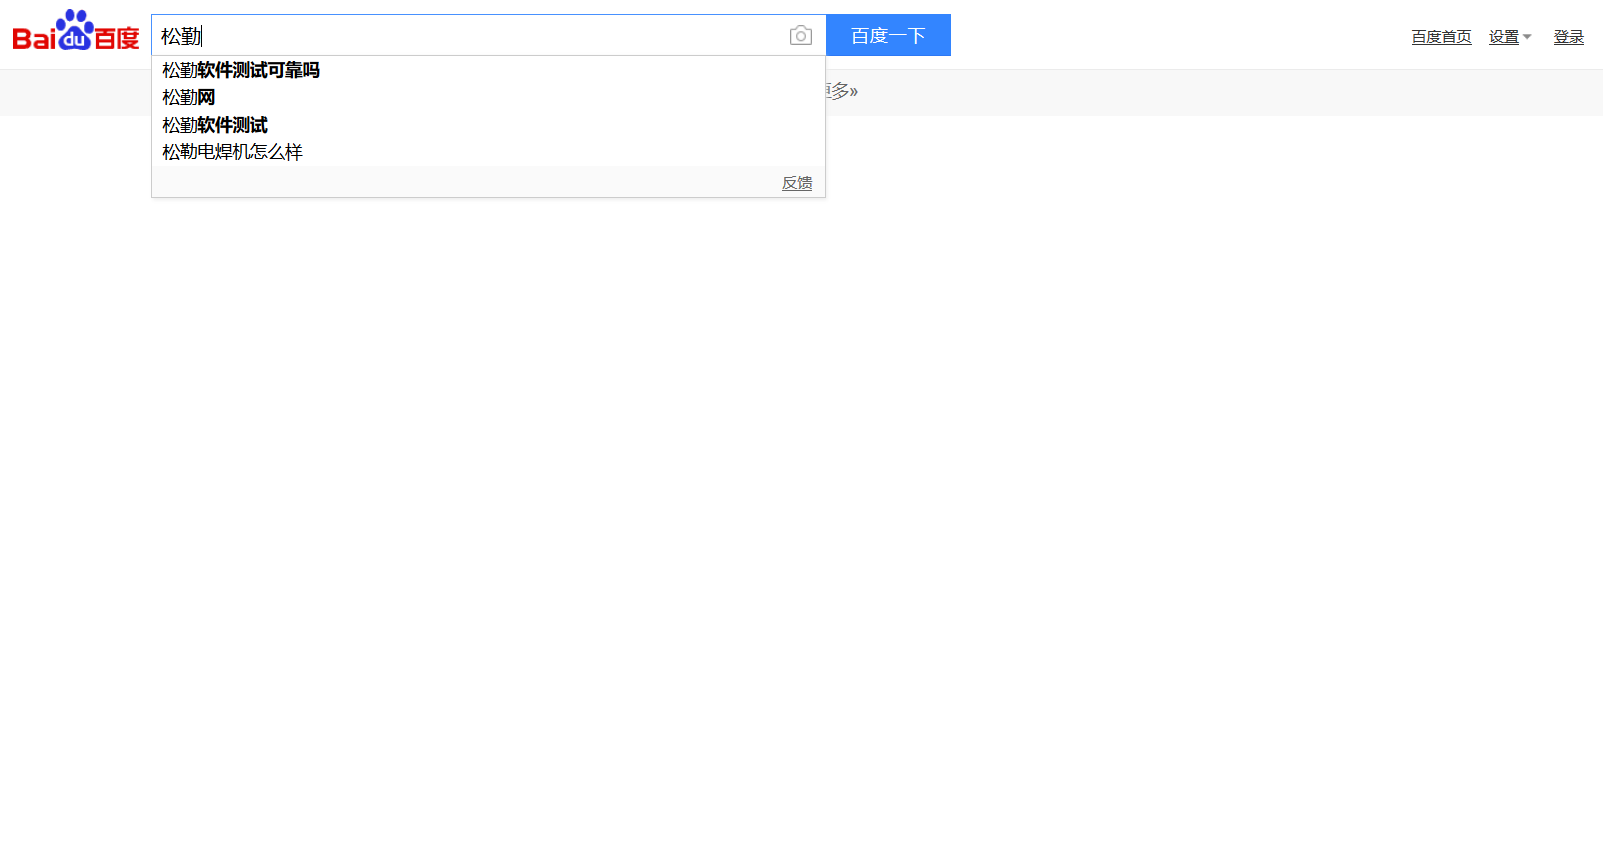 Bai du 百度
松勤
百度一下
百度首页 设置 登录
松勤软件测试可靠吗
更多»
松勤网
松勤软件测试
松勒电焊机怎么样
反馈